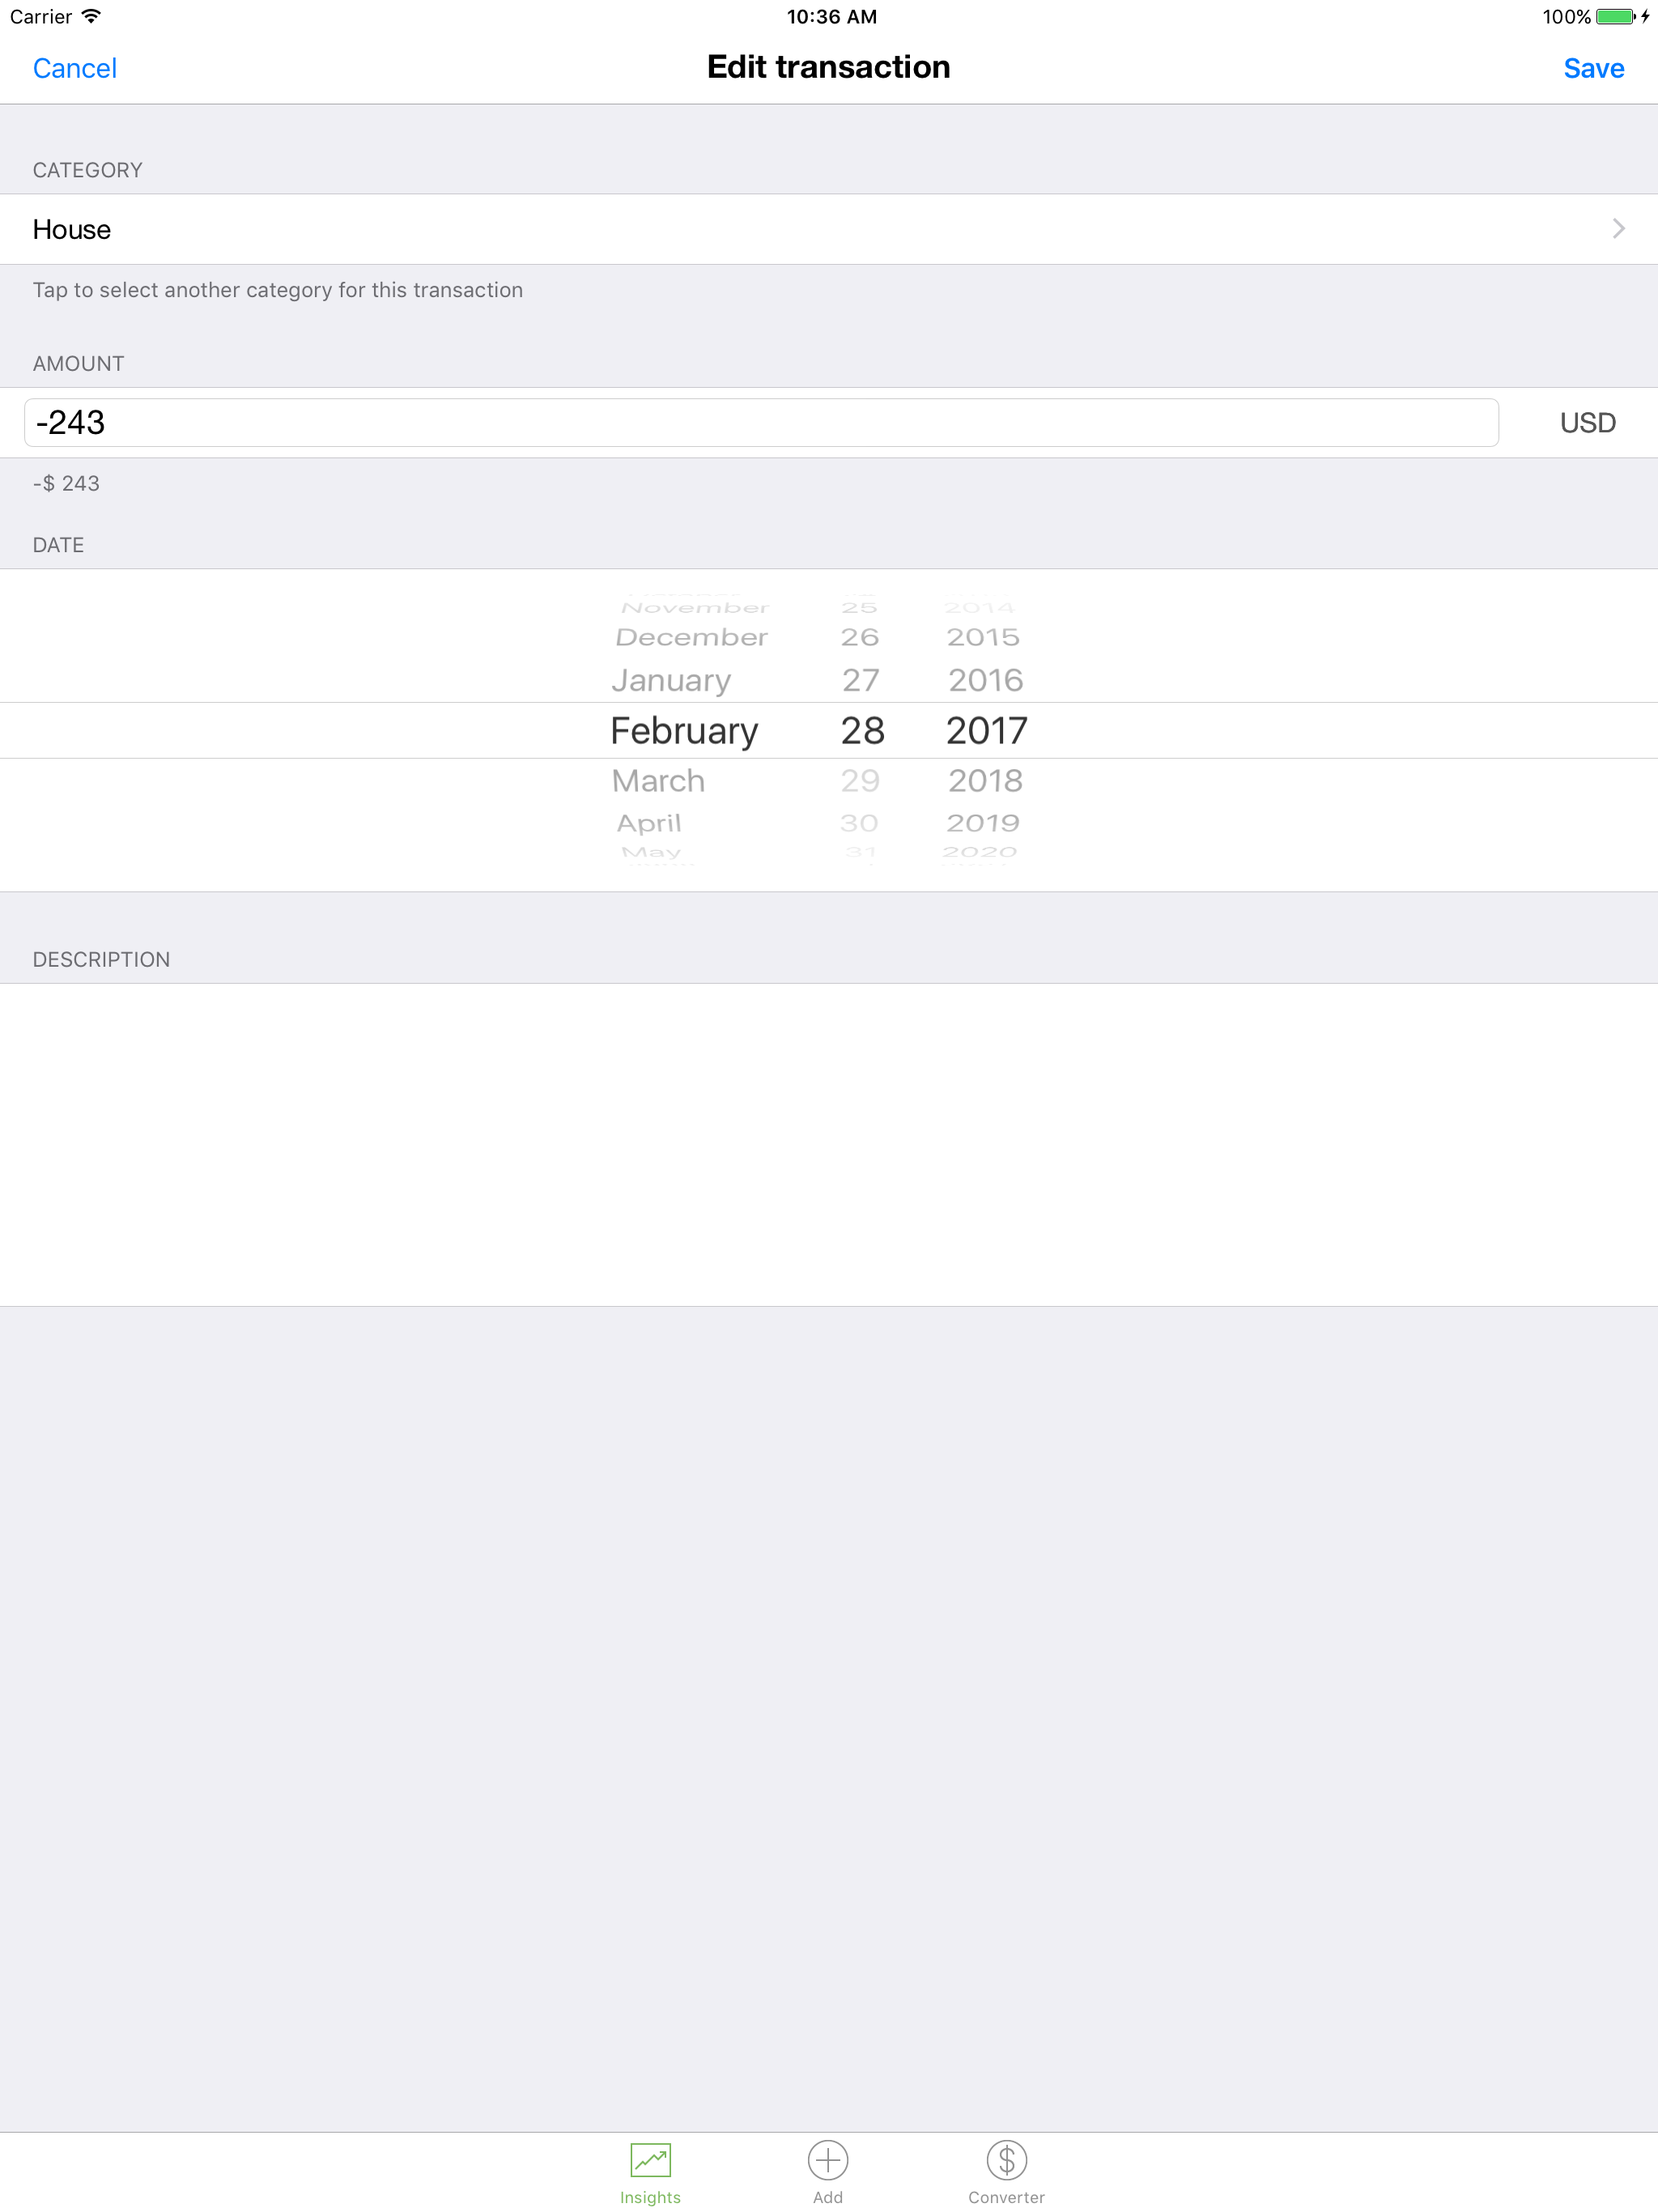 Carrier 10:36 AM 100%
Cancel Edit transaction Save
CATEGORY
House
Tap to select another category for this transaction
AMOUNT
-243 USD
-$ 243
DATE
November 25 2014
December 26 2015
January 27 2016
February 28 2017
March 29 2018
April 30 2019
May 31 2020
DESCRIPTION
Insights Add Converter